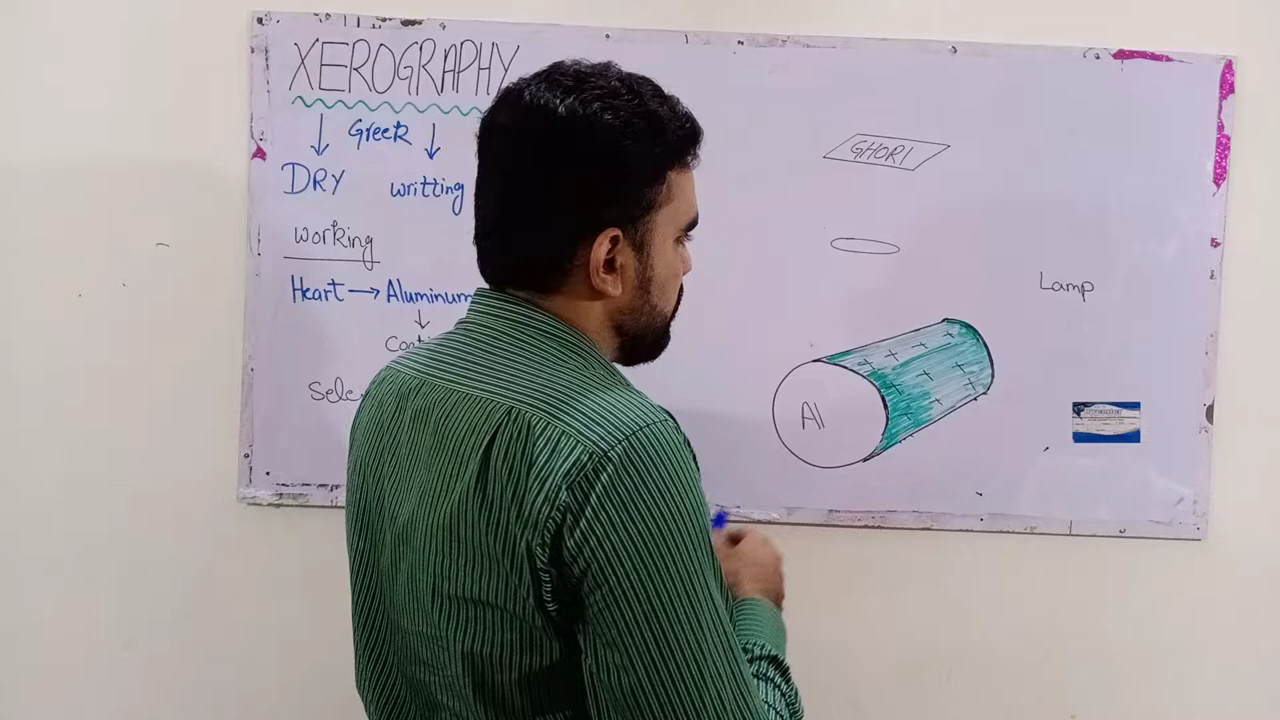 XEROGRAPHY
Greek
DRY writting
working
Heart → Aluminum
GHORI
Lamp
Al